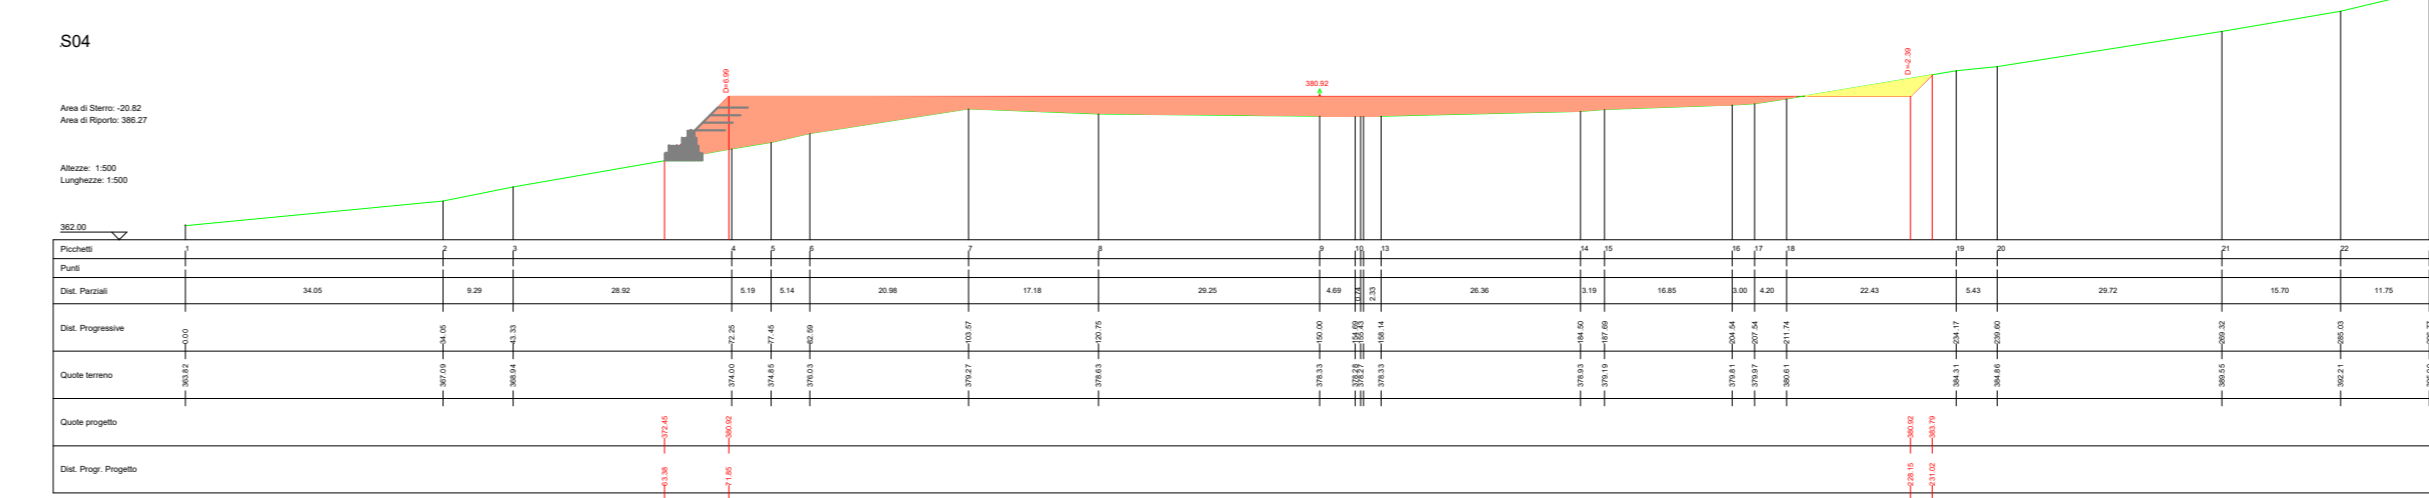 S04
D=6.99
380.92
D=-2.39
Area di Sterro: -20.82
Area di Riporto: 386.27
Altezze: 1:500
Lunghezze: 1:500
362.00
Picchetti 1 2 3 4 5 6 7 8 9 10 13 14 15 16 17 18 19 20 21 22
Punti
Dist. Parziali 34.05 9.29 28.92 5.19 5.14 20.98 17.18 29.25 4.69 0.74 2.33 26.36 3.19 16.85 3.00 4.20 22.43 5.43 29.72 15.70 11.75
Dist. Progressive 0.00 34.05 43.33 72.25 77.45 82.59 103.57 120.75 150.00 154.69 155.43 158.14 184.50 187.69 204.54 207.54 211.74 234.17 239.60 269.32 285.03
Quote terreno 363.82 367.09 368.94 374.00 374.85 376.03 379.27 378.63 378.33 378.28 378.27 378.33 378.93 379.19 379.81 379.97 380.61 384.31 384.86 389.55 392.21
Quote progetto 372.45 380.92 380.92 383.79
Dist. Progr. Progetto 63.38 71.85 228.15 231.02